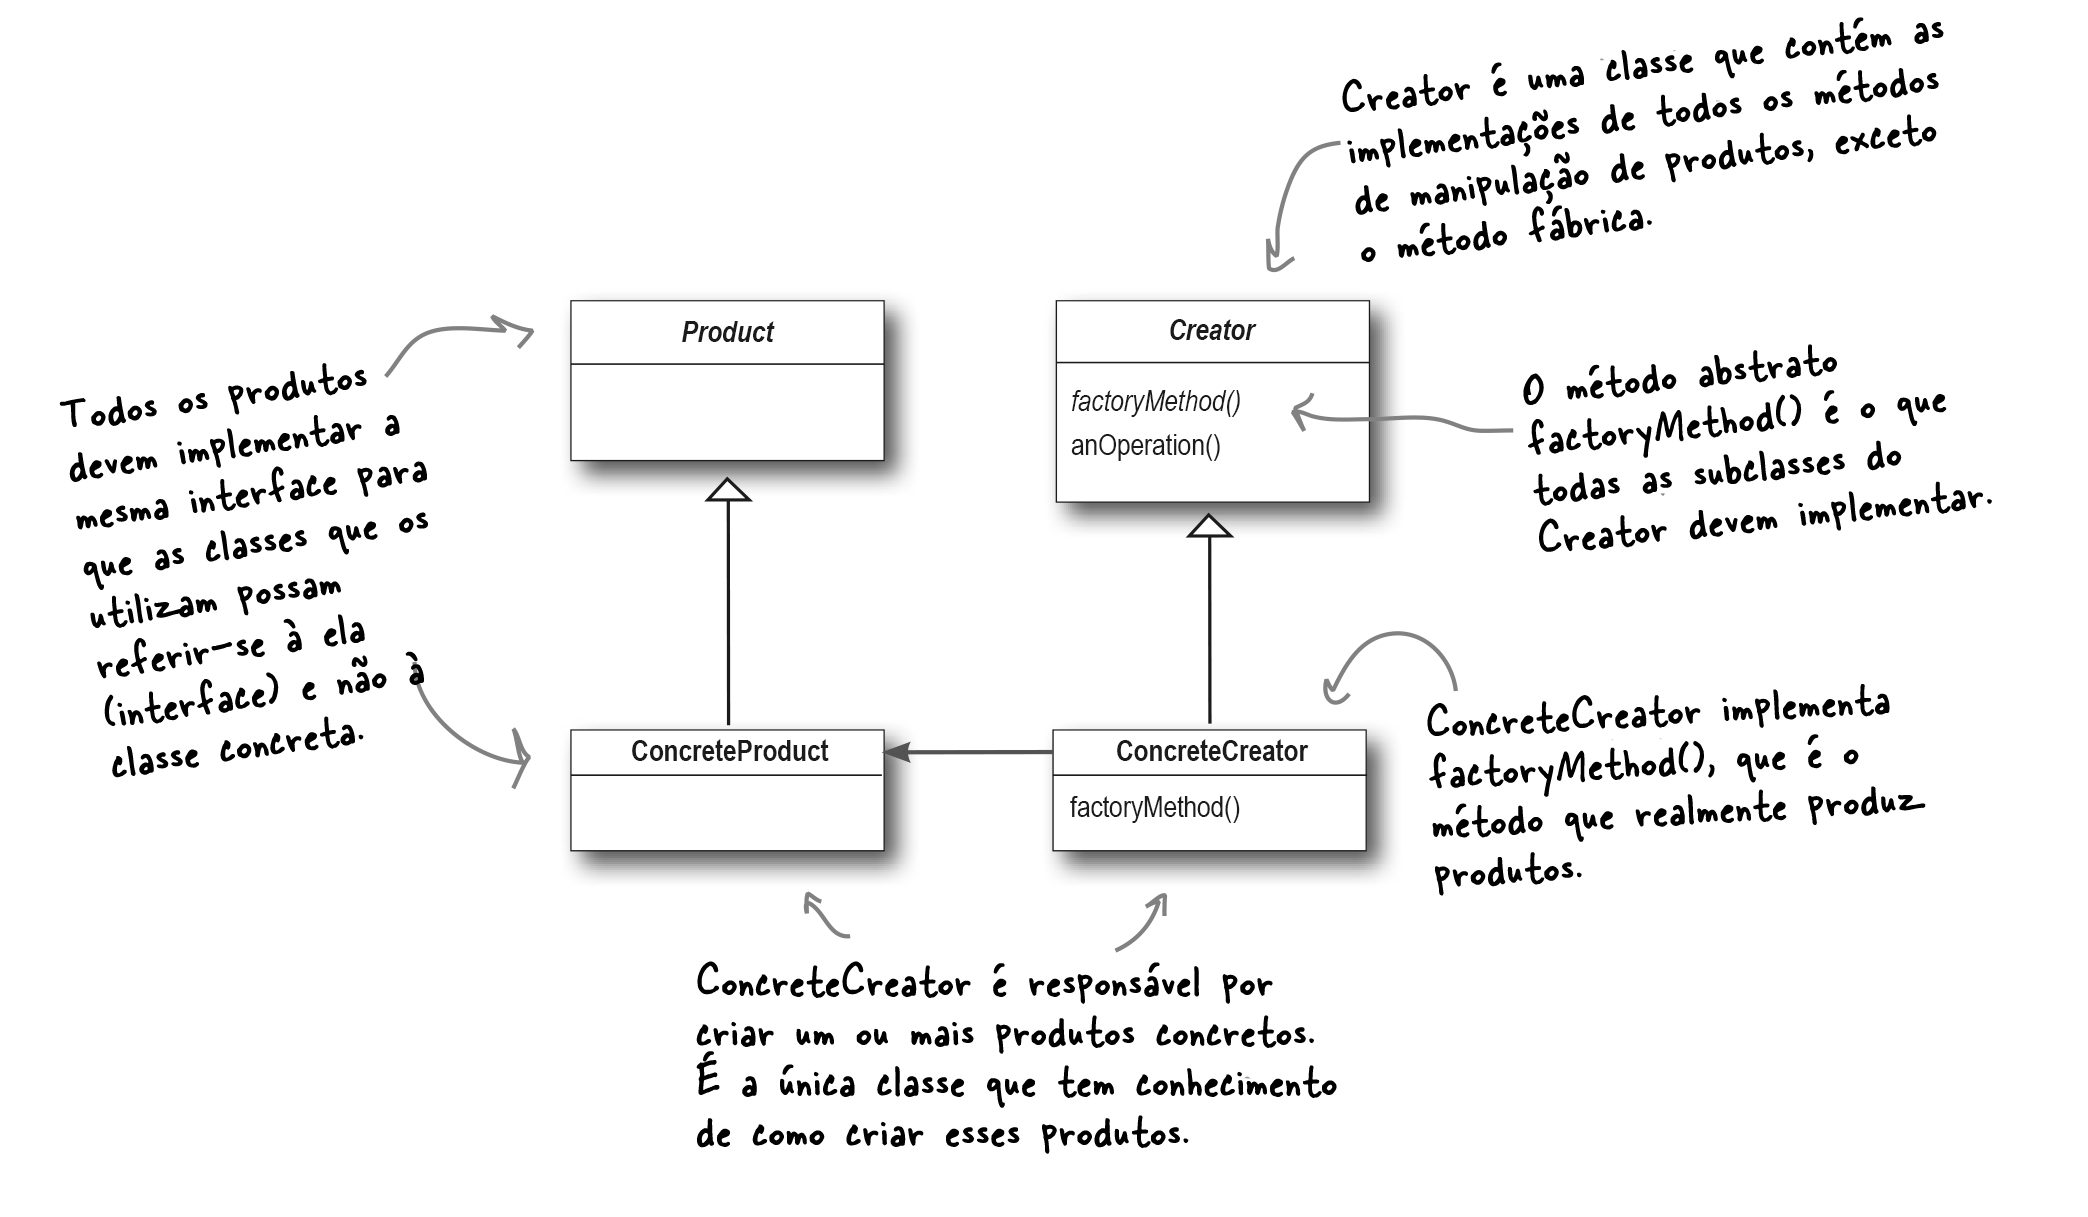 Creator é uma classe que contém as
implementações de todos os métodos
de manipulação de produtos, exceto
o método fábrica.
Product
Creator
factoryMethod()
anOperation()
Todos os produtos
devem implementar a
mesma interface para
que as classes que os
utilizam possam
referir-se à ela
(interface) e não à
classe concreta.
O método abstrato
factoryMethod() é o que
todas as subclasses do
Creator devem implementar.
ConcreteProduct
ConcreteCreator
factoryMethod()
ConcreteCreator implementa
factoryMethod(), que é o
método que realmente produz
produtos.
ConcreteCreator é responsável por
criar um ou mais produtos concretos.
É a única classe que tem conhecimento
de como criar esses produtos.